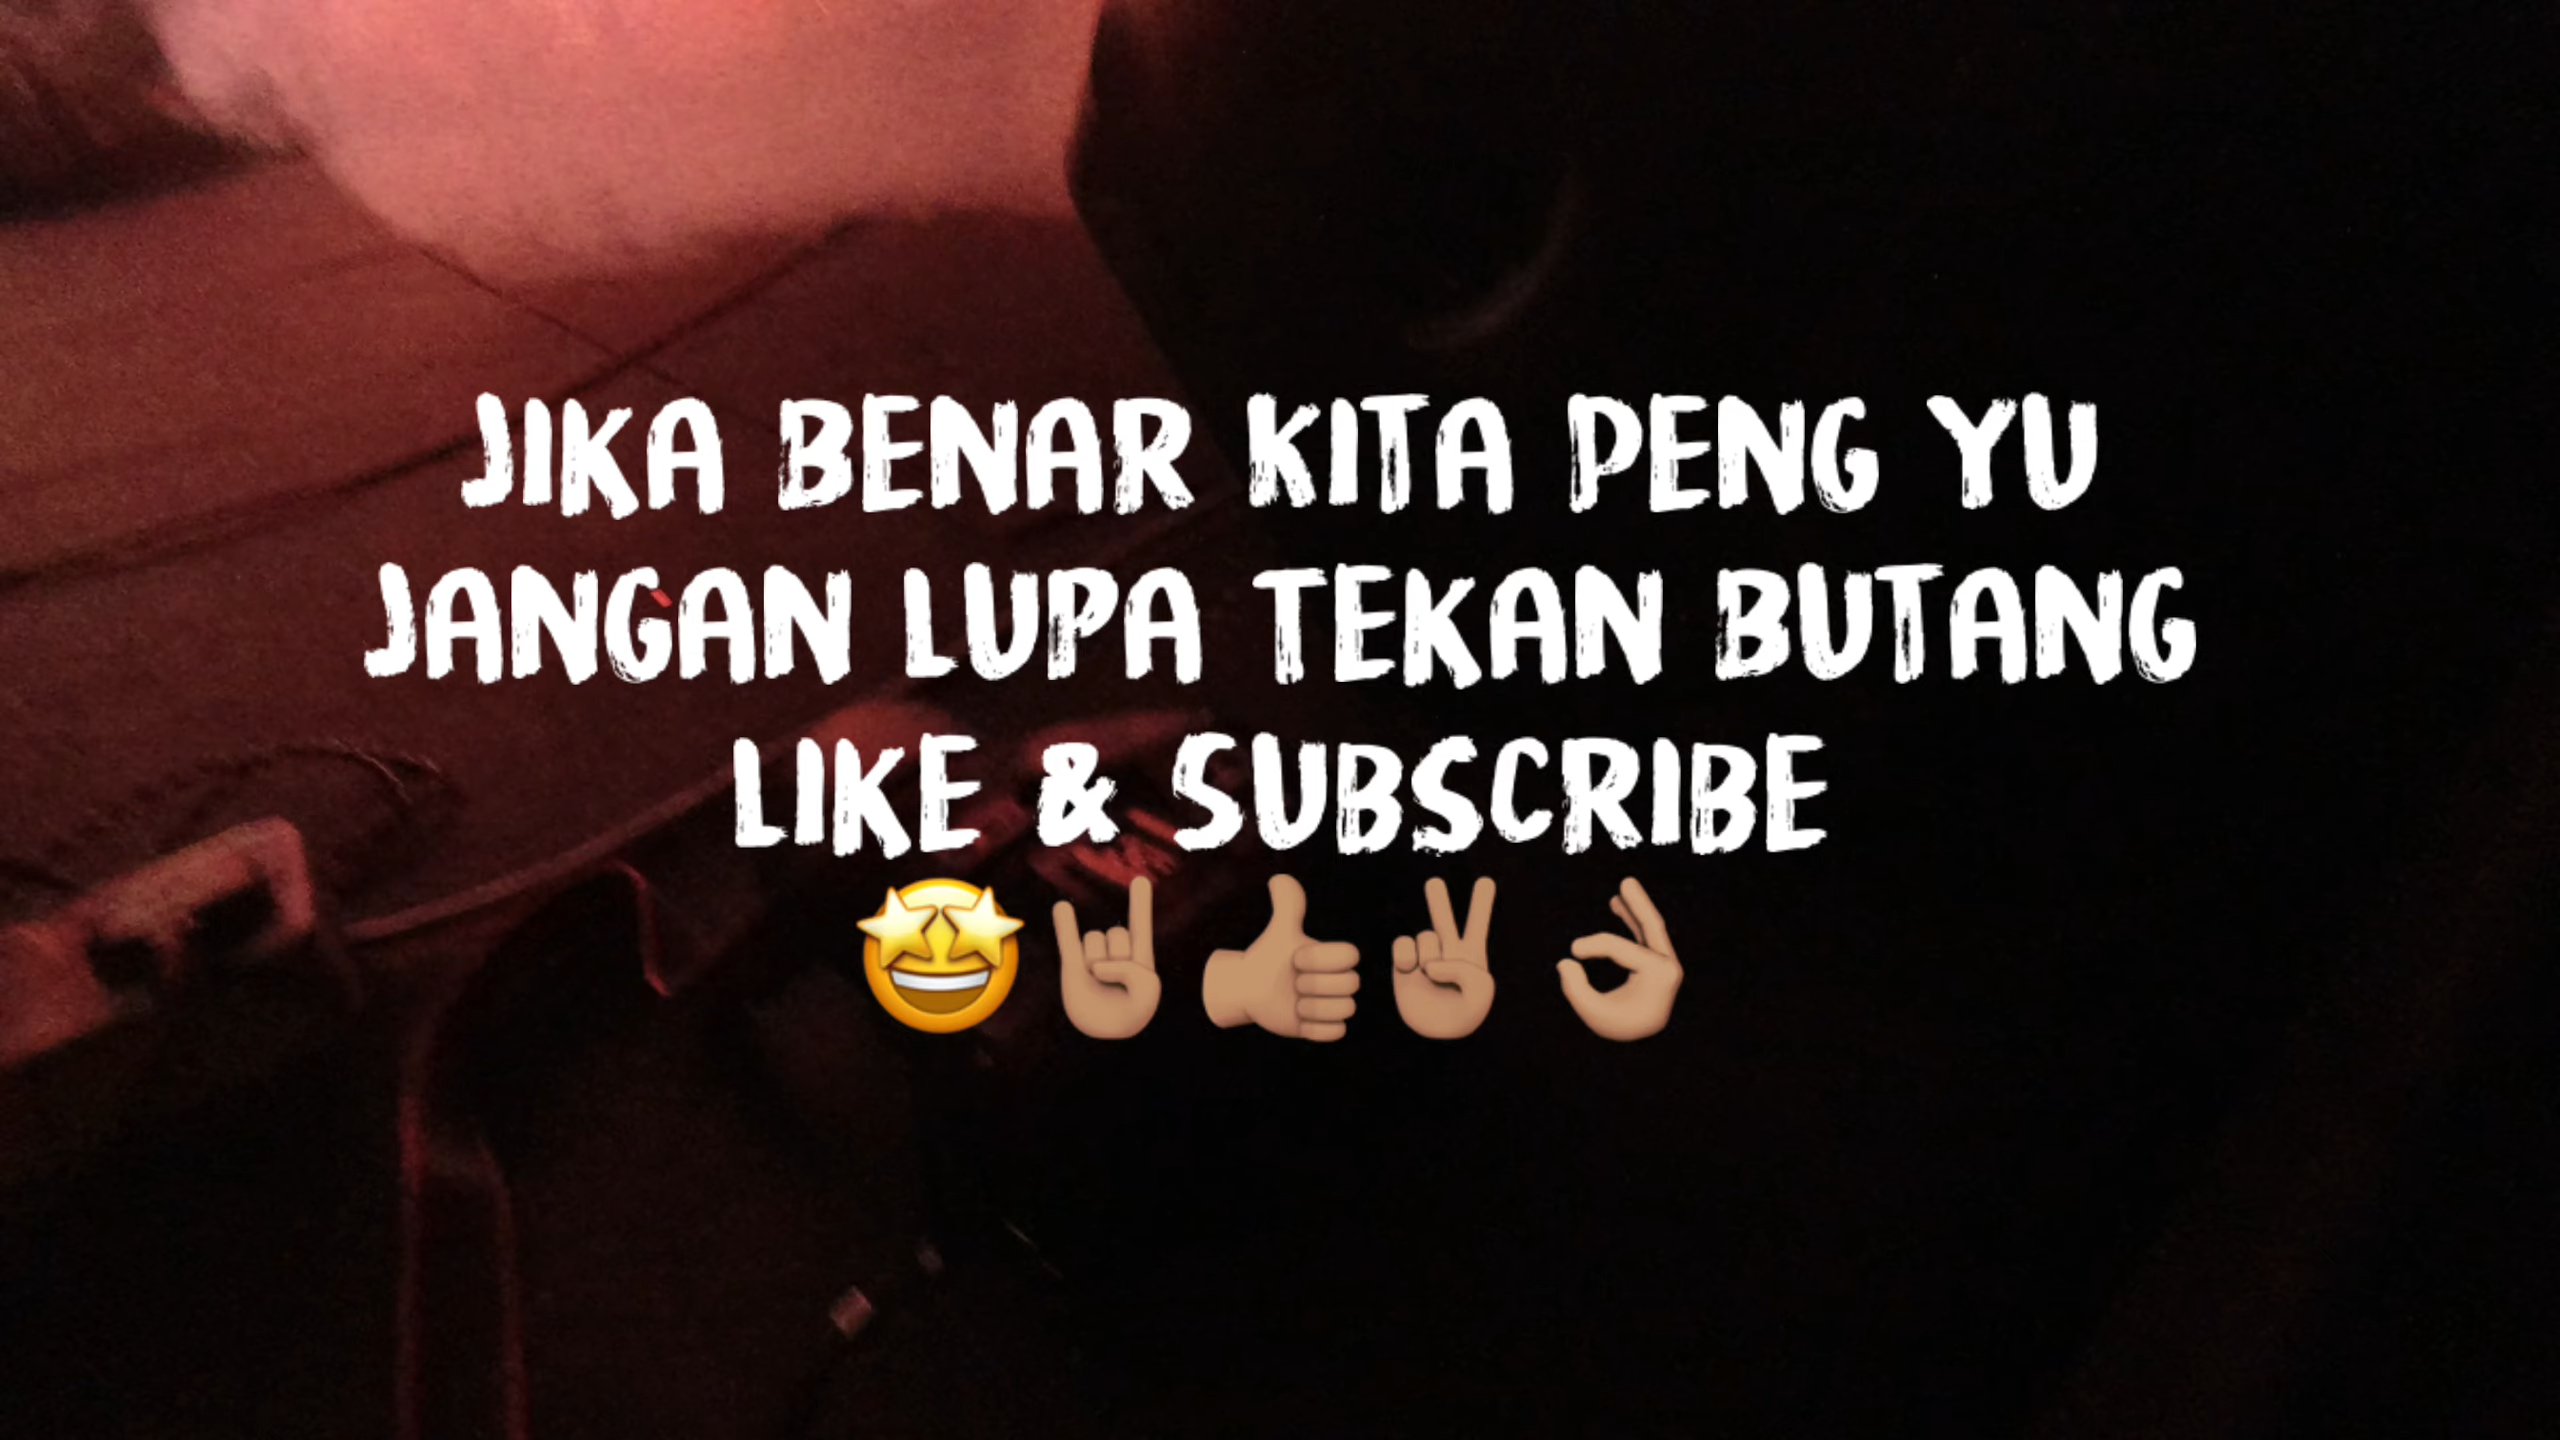 JIKA BENAR KITA PENG YU
JANGAN LUPA TEKAN BUTANG
LIKE & SUBSCRIBE
🤩🤘🏽👍🏽✌🏽👌🏽